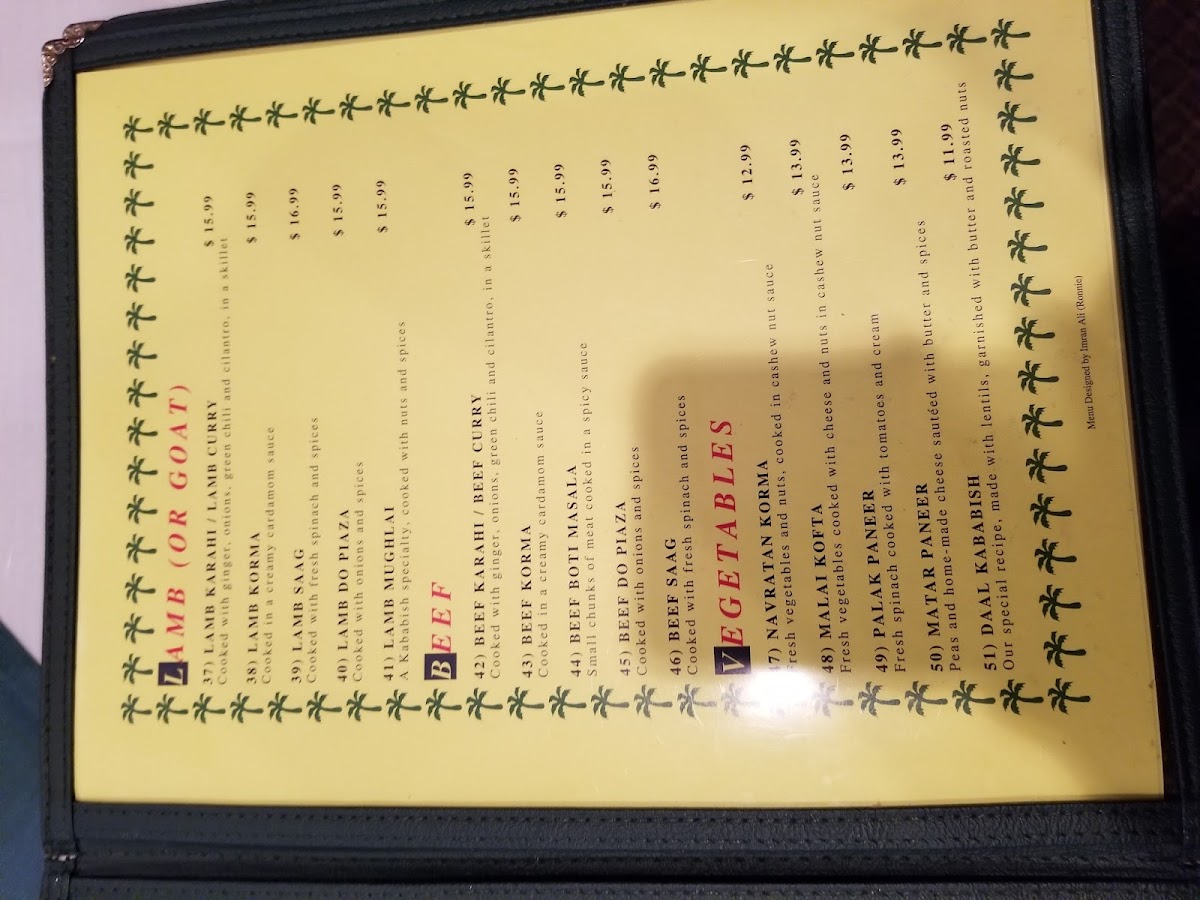 LAMB (OR GOAT)
37) LAMB KARAHI / LAMB CURRY $ 15.99
Cooked with ginger, onions, green chili and cilantro, in a skillet
38) LAMB KORMA $ 15.99
Cooked in a creamy cardamom sauce
39) LAMB SAAG $ 16.99
Cooked with fresh spinach and spices
40) LAMB DO PIAZA $ 15.99
Cooked with onions and spices
41) LAMB MUGHLAI $ 15.99
A Kababish specialty, cooked with nuts and spices
BEEF
42) BEEF KARAHI / BEEF CURRY $ 15.99
Cooked with ginger, onions, green chili and cilantro, in a skillet
43) BEEF KORMA $ 15.99
Cooked in a creamy cardamom sauce
44) BEEF BOTI MASALA $ 15.99
Small chunks of meat cooked in a spicy sauce
45) BEEF DO PIAZA $ 15.99
Cooked with onions and spices
46) BEEF SAAG $ 16.99
Cooked with fresh spinach and spices
VEGETABLES
47) NAVRATAN KORMA $ 12.99
Fresh vegetables and nuts, cooked in cashew nut sauce
48) MALAI KOFTA $ 13.99
Fresh vegetables cooked with cheese and nuts in cashew nut sauce
49) PALAK PANEER $ 13.99
Fresh spinach cooked with tomatoes and cream
50) MATAR PANEER $ 13.99
Peas and home-made cheese sautéed with butter and spices
51) DAAL KABABISH $ 11.99
Our special recipe, made with lentils, garnished with butter and roasted nuts
Menu Designed by Imran Ali (Ronnie)